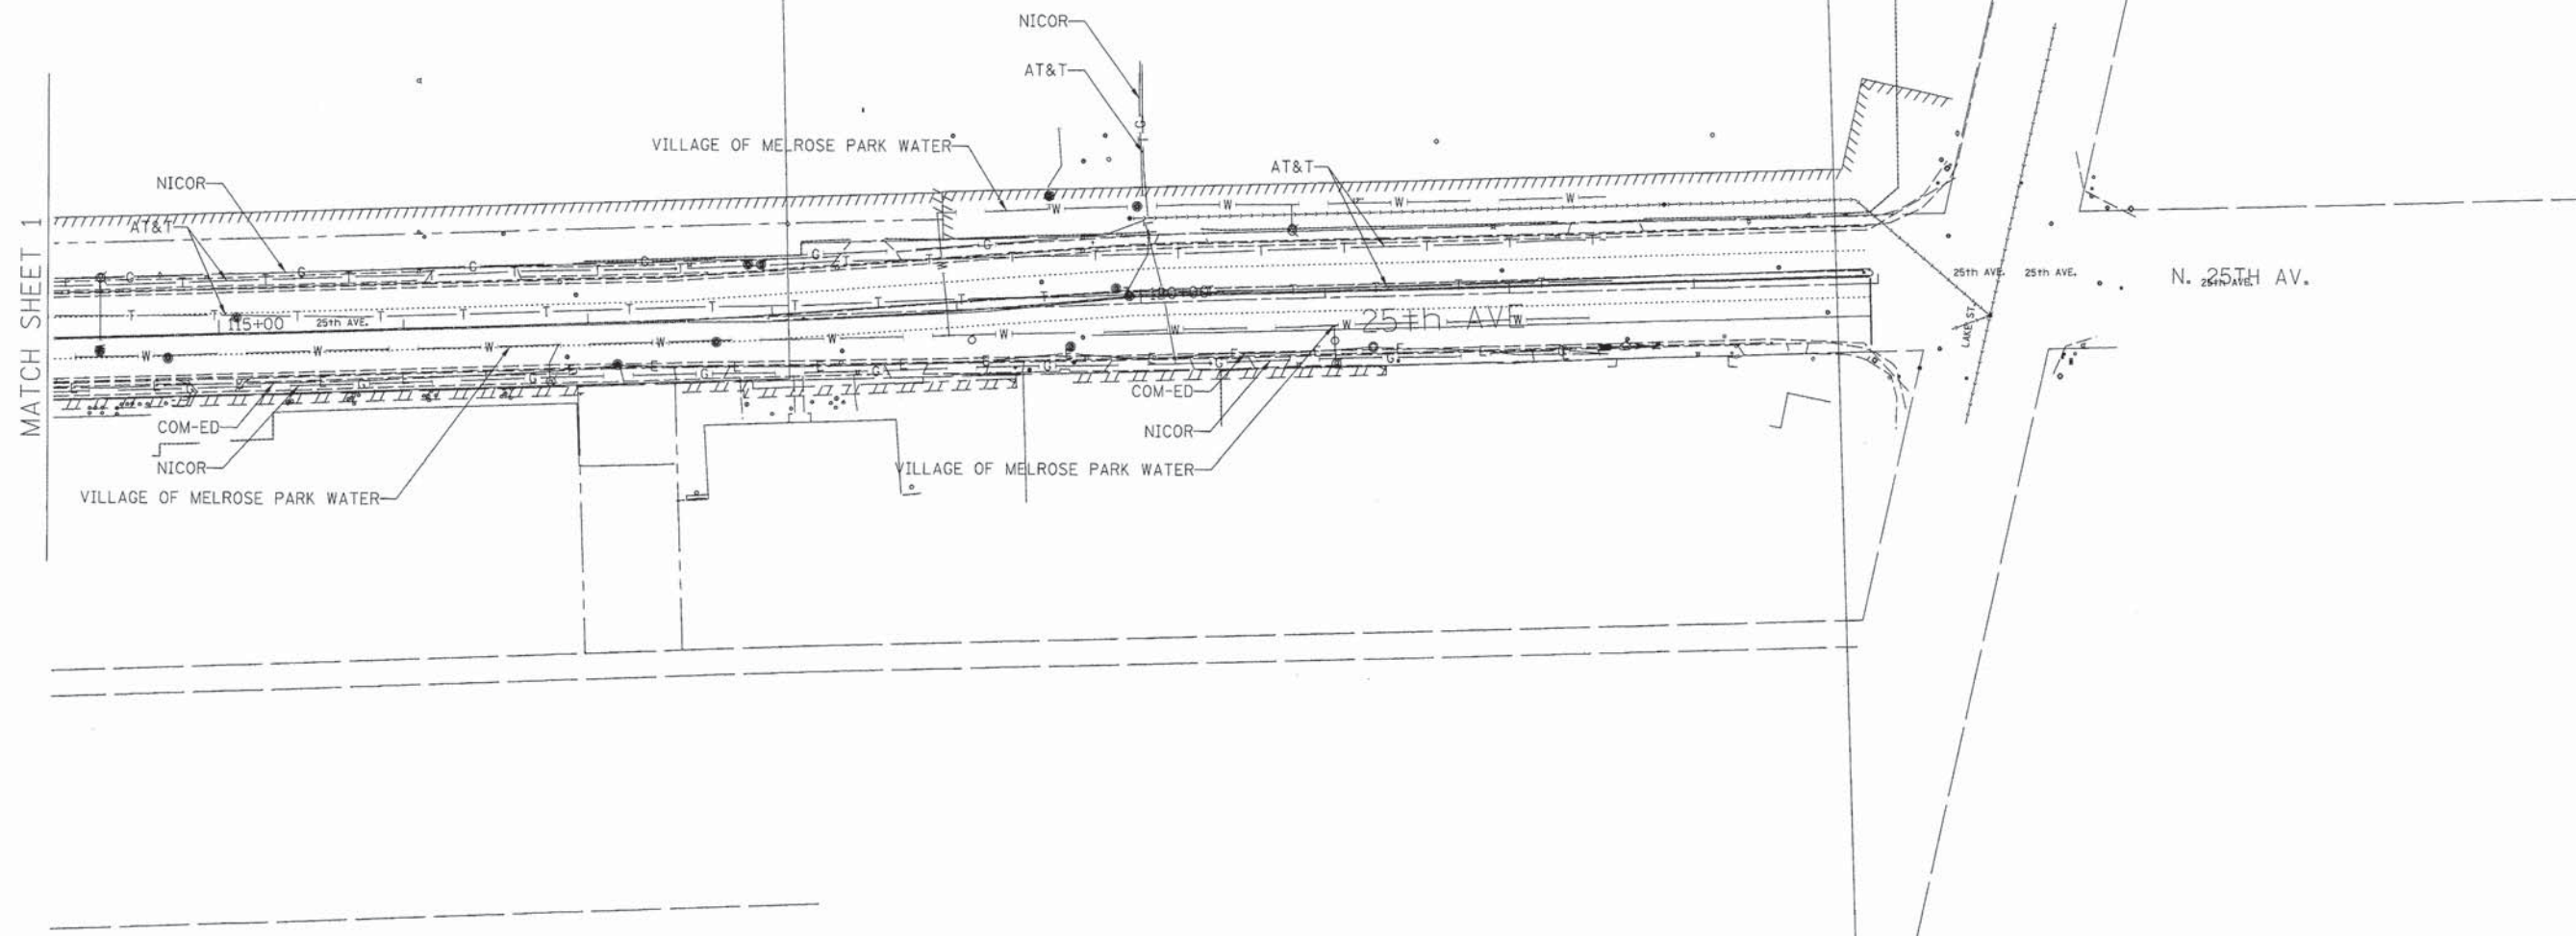 NICOR
AT&T
VILLAGE OF MELROSE PARK WATER
AT&T
NICOR
AT&T
MATCH SHEET 1
115+00
25th AVE.
25th AVE
25th AVE.
25th AVE.
N. 25TH AV.
25th AVE.
LAKE ST
COM-ED
NICOR
VILLAGE OF MELROSE PARK WATER
COM-ED
NICOR
VILLAGE OF MELROSE PARK WATER